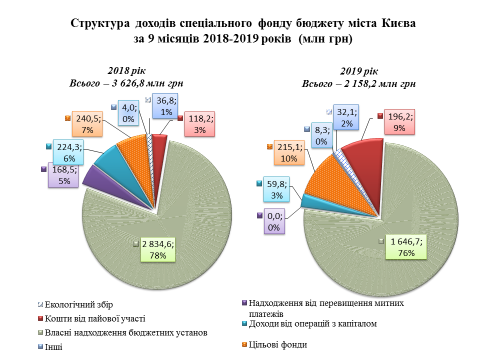 Структура доходів спеціального фонду бюджету міста Києва
за 9 місяців 2018-2019 років (млн грн)
2018 рік
Всього – 3 626,8 млн грн
4,0;
0%
36,8;
1%
118,2;
3%
240,5;
7%
224,3;
6%
168,5;
5%
2 834,6;
78%
2019 рік
Всього – 2 158,2 млн грн
32,1;
2%
196,2;
9%
8,3;
0%
215,1;
10%
59,8;
3%
0,0;
0%
1 646,7;
76%
Екологічний збір
Кошти від пайової участі
Власні надходження бюджетних установ
Інші
Надходження від перевищення митних
платежів
Доходи від операцій з капіталом
Цільові фонди